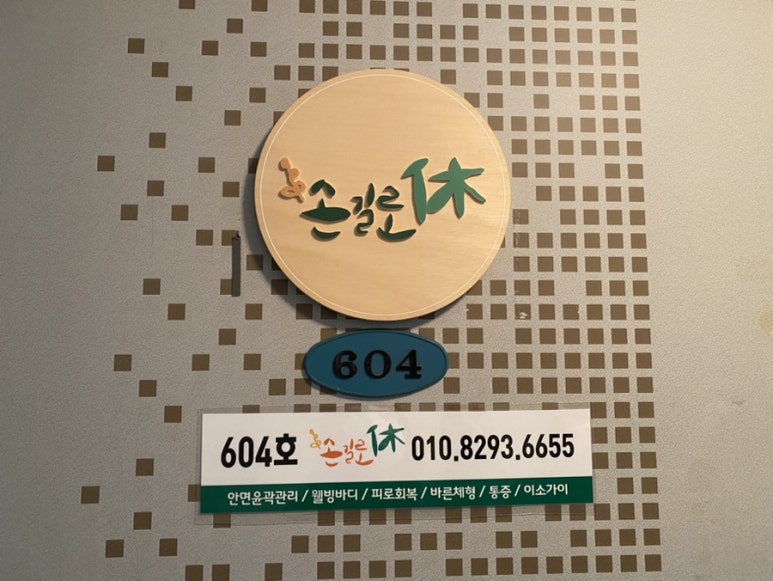 손길로休
604
604호 손길로休 010.8293.6655
안면윤곽관리 / 웰빙바디 / 피로회복 / 바른체형 / 통증 / 이소가이